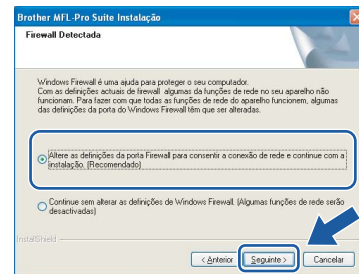 Brother MFL-Pro Suite Instalação
Firewall Detectada
Windows Firewall é uma ajuda para proteger o seu computador.
Com as definições actuais de firewall algumas da funções de rede no seu aparelho não
funcionam. Para fazer com que todas as funções de rede do aparelho funcionem, algumas
das definições da porta do Windows Firewall têm que ser alteradas.
Altere as definições da porta Firewall para consentir a conexão de rede e continue com a
instalação. (Recomendado)
Continue sem alterar as definições de Windows Firewall. (Algumas funções de rede serão
desactivadas)
InstallShield
< Anterior Seguinte > Cancelar